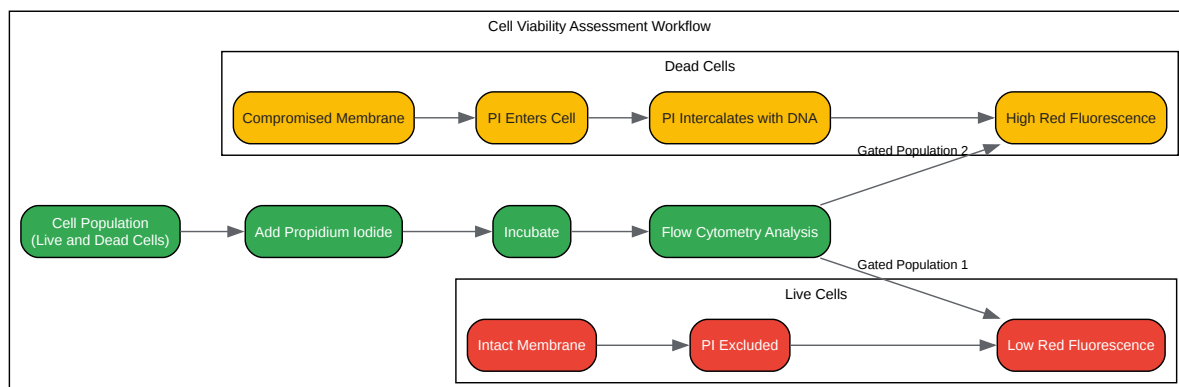 Cell Viability Assessment Workflow
Dead Cells
Compromised Membrane
PI Enters Cell
PI Intercalates with DNA
High Red Fluorescence
Gated Population 2
Cell Population
(Live and Dead Cells)
Add Propidium Iodide
Incubate
Flow Cytometry Analysis
Gated Population 1
Live Cells
Intact Membrane
PI Excluded
Low Red Fluorescence